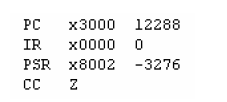 PC x3000 12288
IR x0000 0
PSR x8002 -3276
CC Z